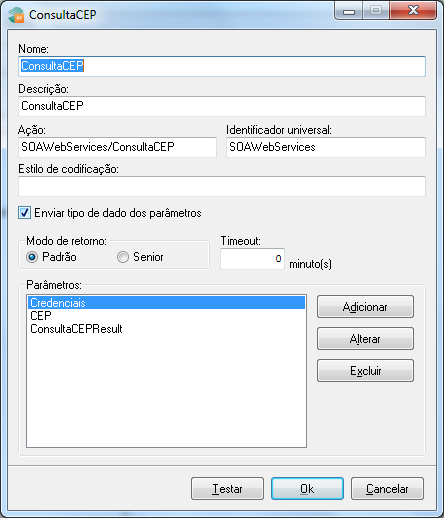 ConsultaCEP
Nome:
ConsultaCEP
Descrição:
ConsultaCEP
Ação: Identificador universal:
SOAWebServices/ConsultaCEP SOAWebServices
Estilo de codificação:
Enviar tipo de dado dos parâmetros
Modo de retorno: Timeout:
Padrão Senior 0 minuto(s)
Parâmetros:
Credenciais Adicionar
CEP
ConsultaCEPResult
Alterar
Excluir
Testar Ok Cancelar